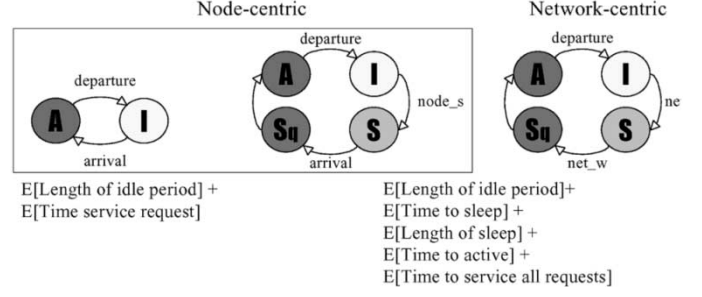 Node-centric
Network-centric
departure
A
I
arrival
departure
A
I
node_s
Sq
S
arrival
departure
A
I
ne
Sq
S
net_w
E[Length of idle period] +
E[Time service request]
E[Length of idle period]+
E[Time to sleep] +
E[Length of sleep] +
E[Time to active] +
E[Time to service all requests]